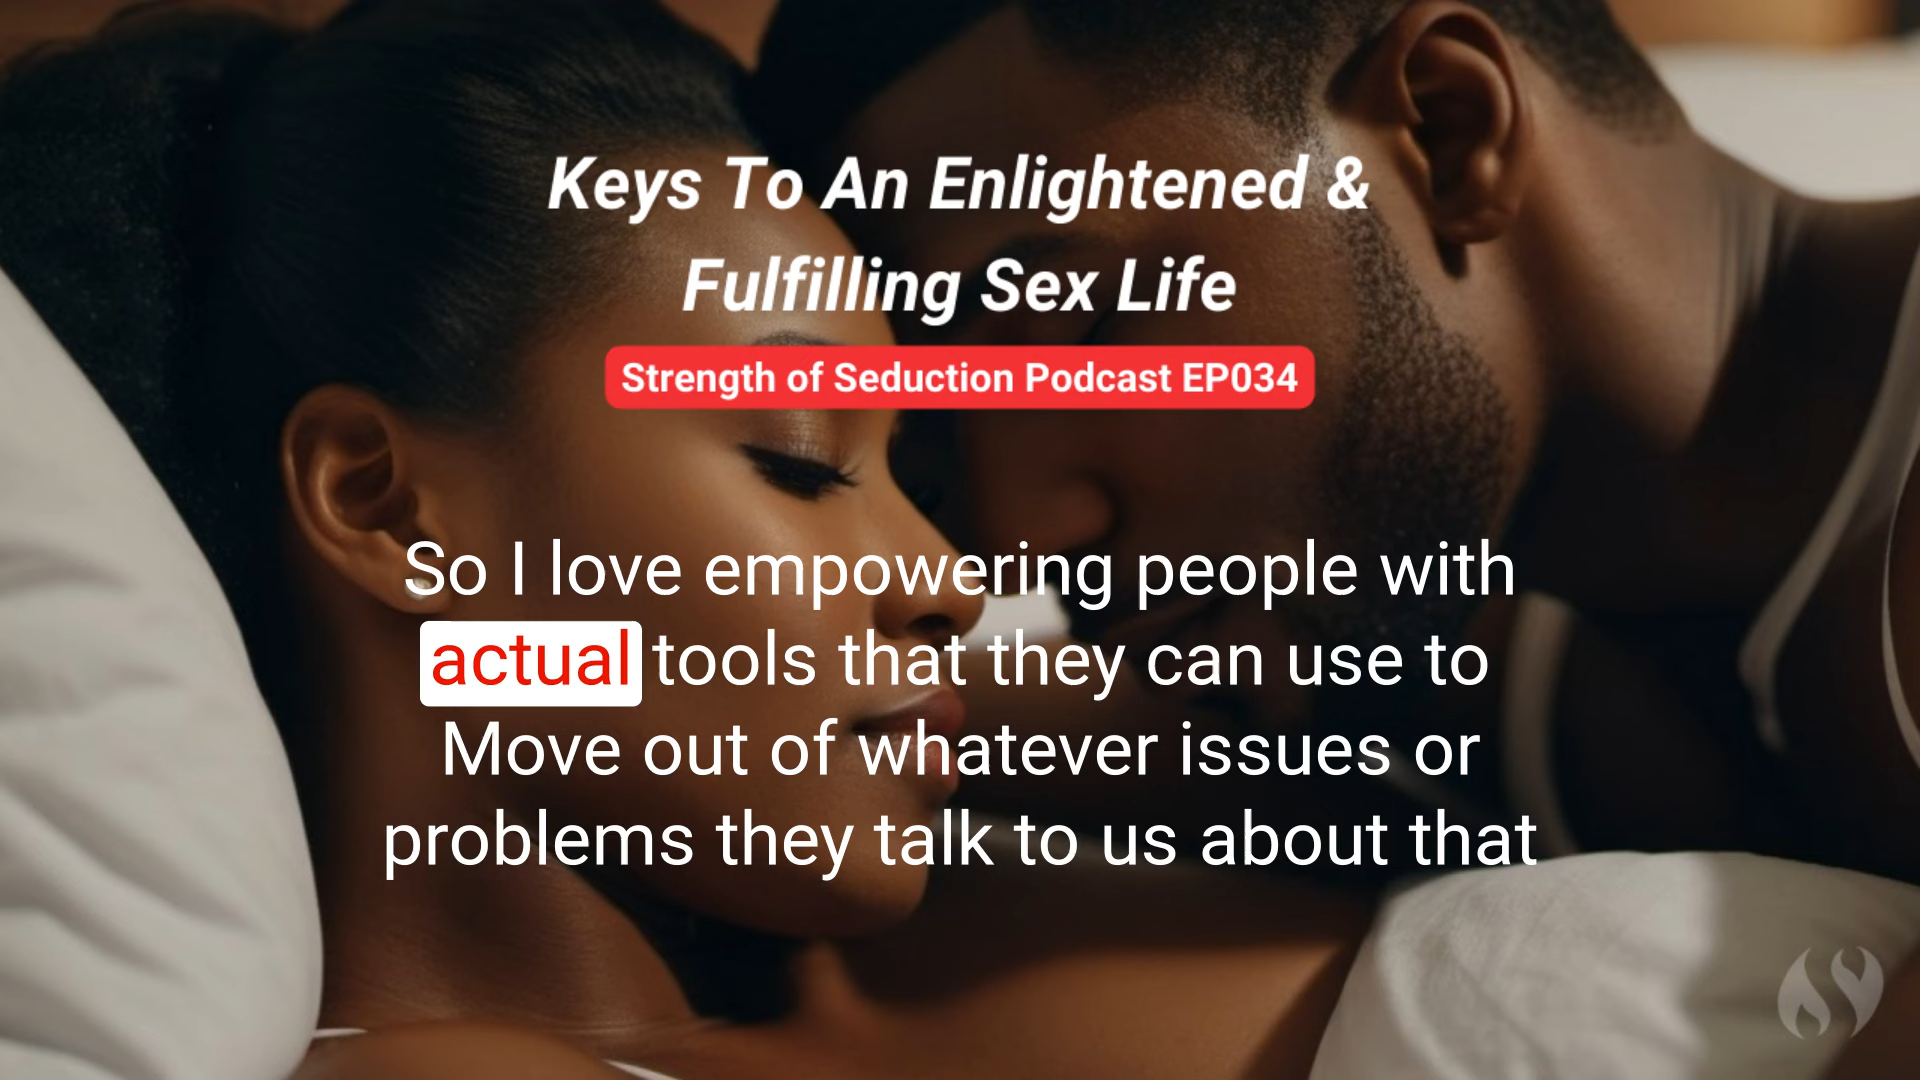 Keys To An Enlightened &
Fulfilling Sex Life
Strength of Seduction Podcast EP034
So I love empowering people with
actual tools that they can use to
Move out of whatever issues or
problems they talk to us about that